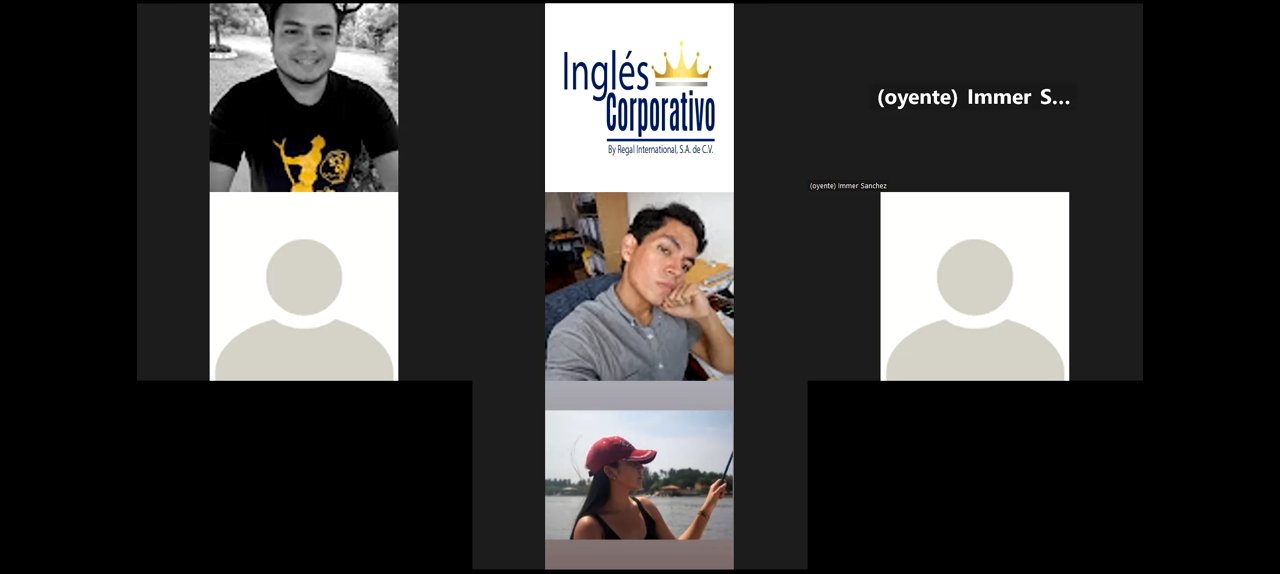 Inglés
Corporativo
By Regal International, S.A. de C.V.
(oyente) Immer S...
(oyente) Immer Sanchez